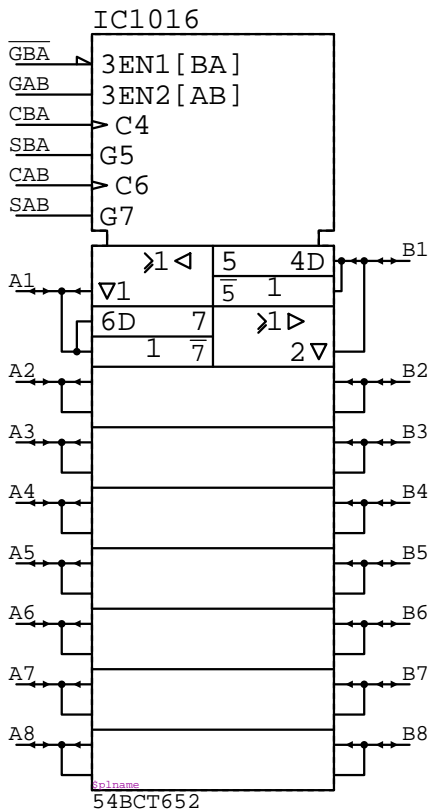 IC1016
GBA 3EN1[BA]
GAB 3EN2[AB]
CBA C4
SBA G5
CAB C6
SAB G7
≥1 5 4D B1
A1 ▽1 5 1
6D 7 ≥1
1 7 2▽
A2 B2
A3 B3
A4 B4
A5 B5
A6 B6
A7 B7
A8 B8
$plname
54BCT652